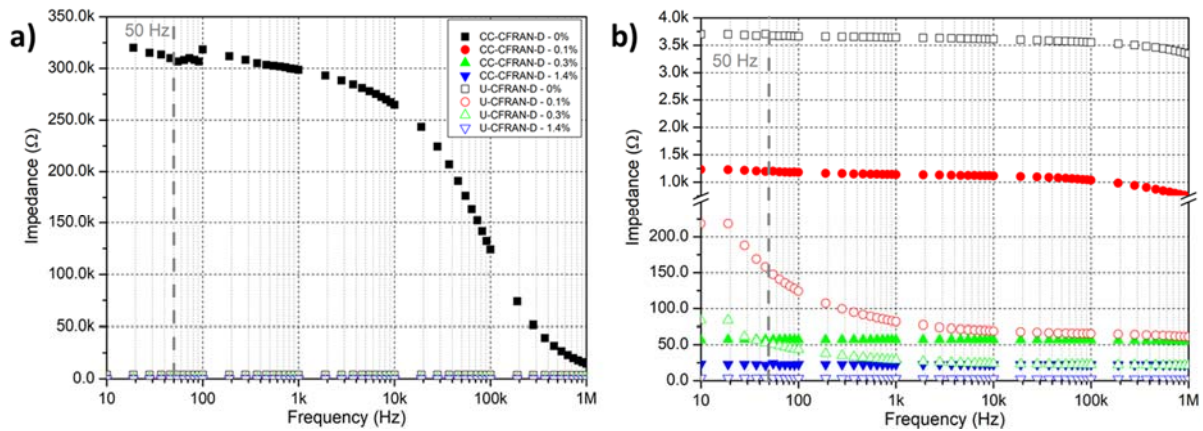 a)
350.0k
300.0k
250.0k
200.0k
150.0k
100.0k
50.0k
0.0
Impedance (Ω)
50 Hz
CC-CFRAN-D - 0%
CC-CFRAN-D - 0.1%
CC-CFRAN-D - 0.3%
CC-CFRAN-D - 1.4%
U-CFRAN-D - 0%
U-CFRAN-D - 0.1%
U-CFRAN-D - 0.3%
U-CFRAN-D - 1.4%
10 100 1k 10k 100k 1M
Frequency (Hz)
b)
4.0k
3.5k
3.0k
2.5k
2.0k
1.5k
1.0k
200.0
150.0
100.0
50.0
0.0
Impedance (Ω)
50 Hz
10 100 1k 10k 100k 1M
Frequency (Hz)